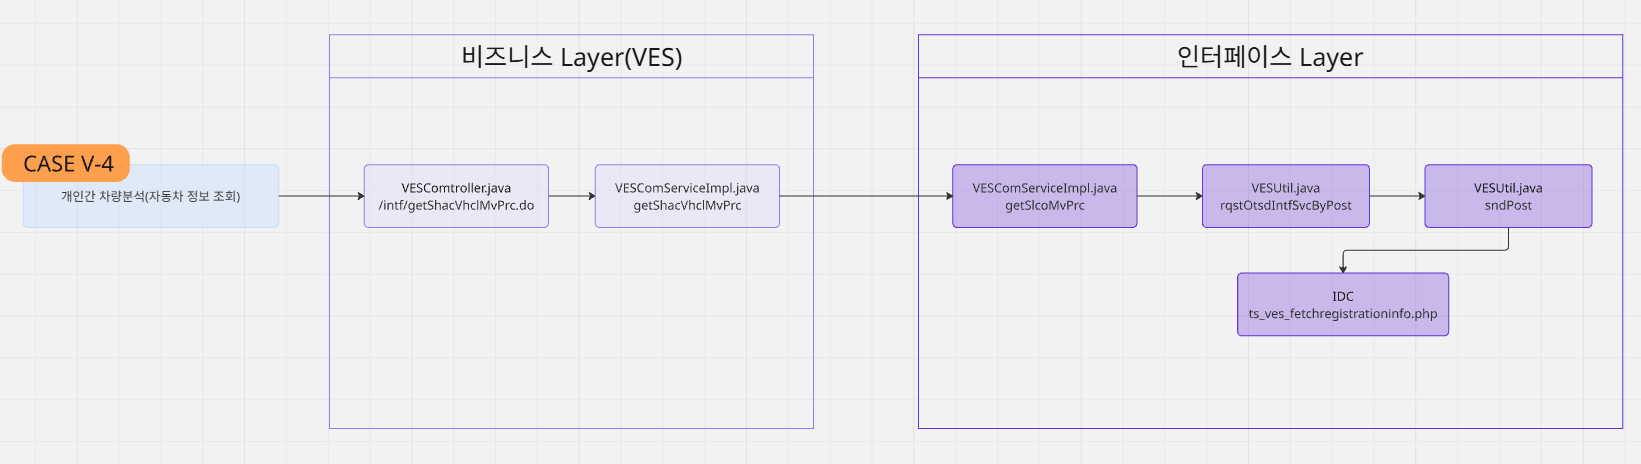 비즈니스 Layer(VES)
인터페이스 Layer
CASE V-4
개인간 차량분석(자동차 정보 조회)
VESComtroller.java
/intf/getShacVhclMvPrc.do
VESComServiceImpl.java
getShacVhclMvPrc
VESComServiceImpl.java
getSlcoMvPrc
VESUtil.java
rqstOtsdIntfSvcByPost
VESUtil.java
sndPost
IDC
ts_ves_fetchregistrationinfo.php